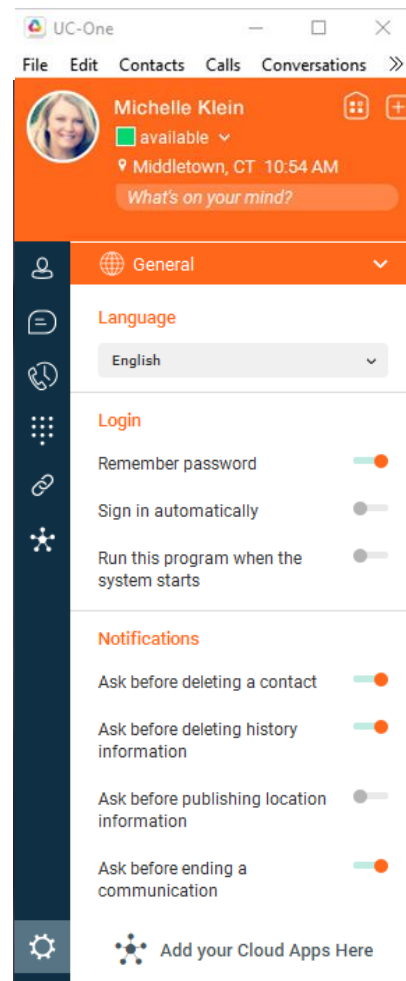 UC-One
File Edit Contacts Calls Conversations »
Michelle Klein
available
Middletown, CT 10:54 AM
What's on your mind?
General
Language
English
Login
Remember password
Sign in automatically
Run this program when the
system starts
Notifications
Ask before deleting a contact
Ask before deleting history
information
Ask before publishing location
information
Ask before ending a
communication
Add your Cloud Apps Here